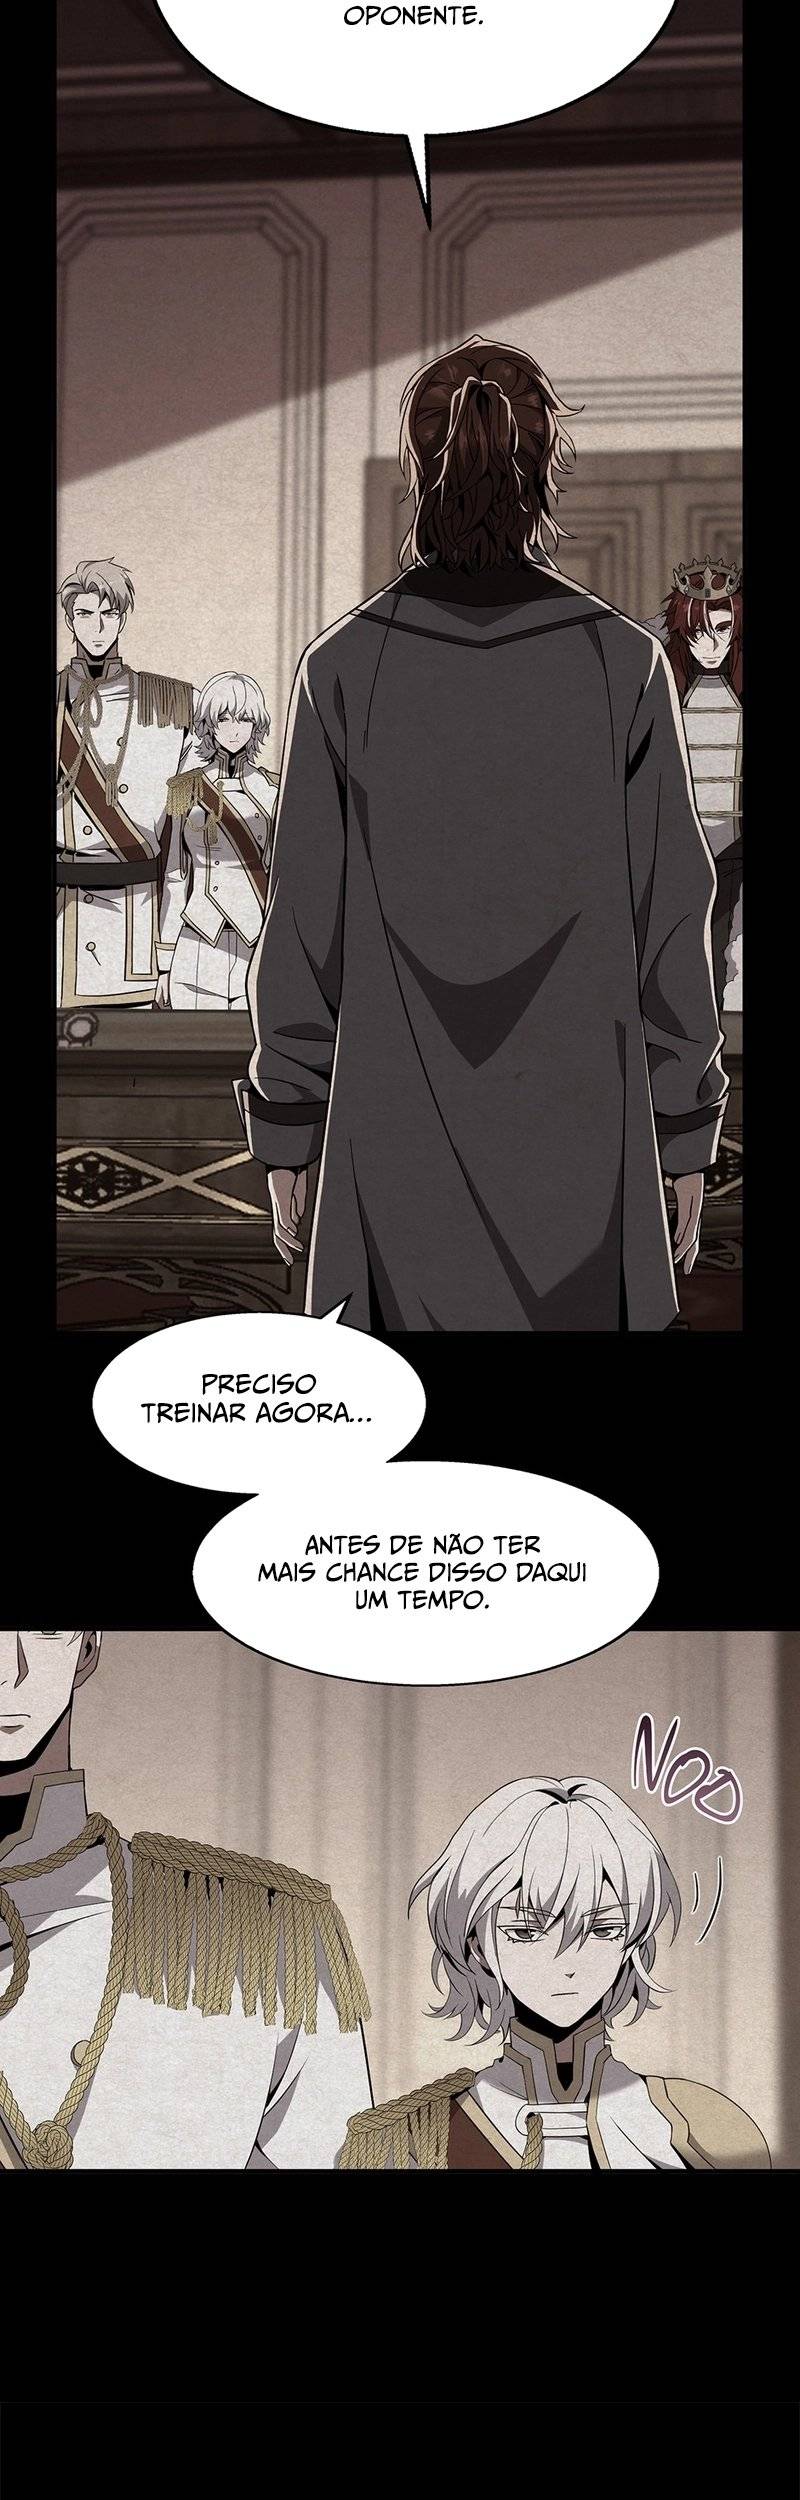 OPONENTE.
PRECISO
TREINAR AGORA...
ANTES DE NÃO TER
MAIS CHANCE DISSO DAQUI
UM TEMPO.
NOD